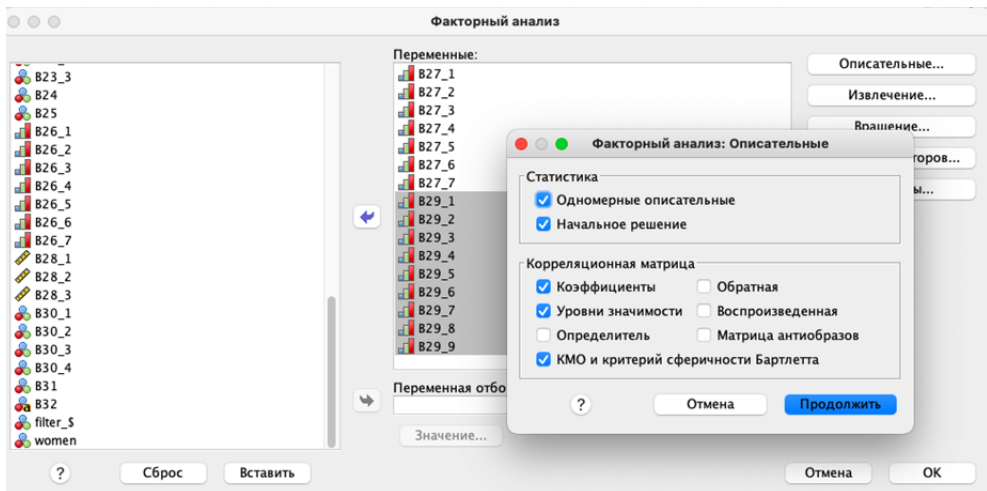 Факторный анализ
B23_3
B24
B25
B26_1
B26_2
B26_3
B26_4
B26_5
B26_6
B26_7
B28_1
B28_2
B28_3
B30_1
B30_2
B30_3
B30_4
B31
B32
filter_$
women
Переменные:
B27_1
B27_2
B27_3
B27_4
B27_5
B27_6
B27_7
B29_1
B29_2
B29_3
B29_4
B29_5
B29_6
B29_7
B29_8
B29_9
Переменная отбо
Значение...
Описательные...
Извлечение...
Вращение...
торов...
ы...
Факторный анализ: Описательные
Статистика
Одномерные описательные
Начальное решение
Корреляционная матрица
Коэффициенты Обратная
Уровни значимости Воспроизведенная
Определитель Матрица антиобразов
КМО и критерий сферичности Бартлетта
? Отмена Продолжить
? Сброс Вставить Отмена OK